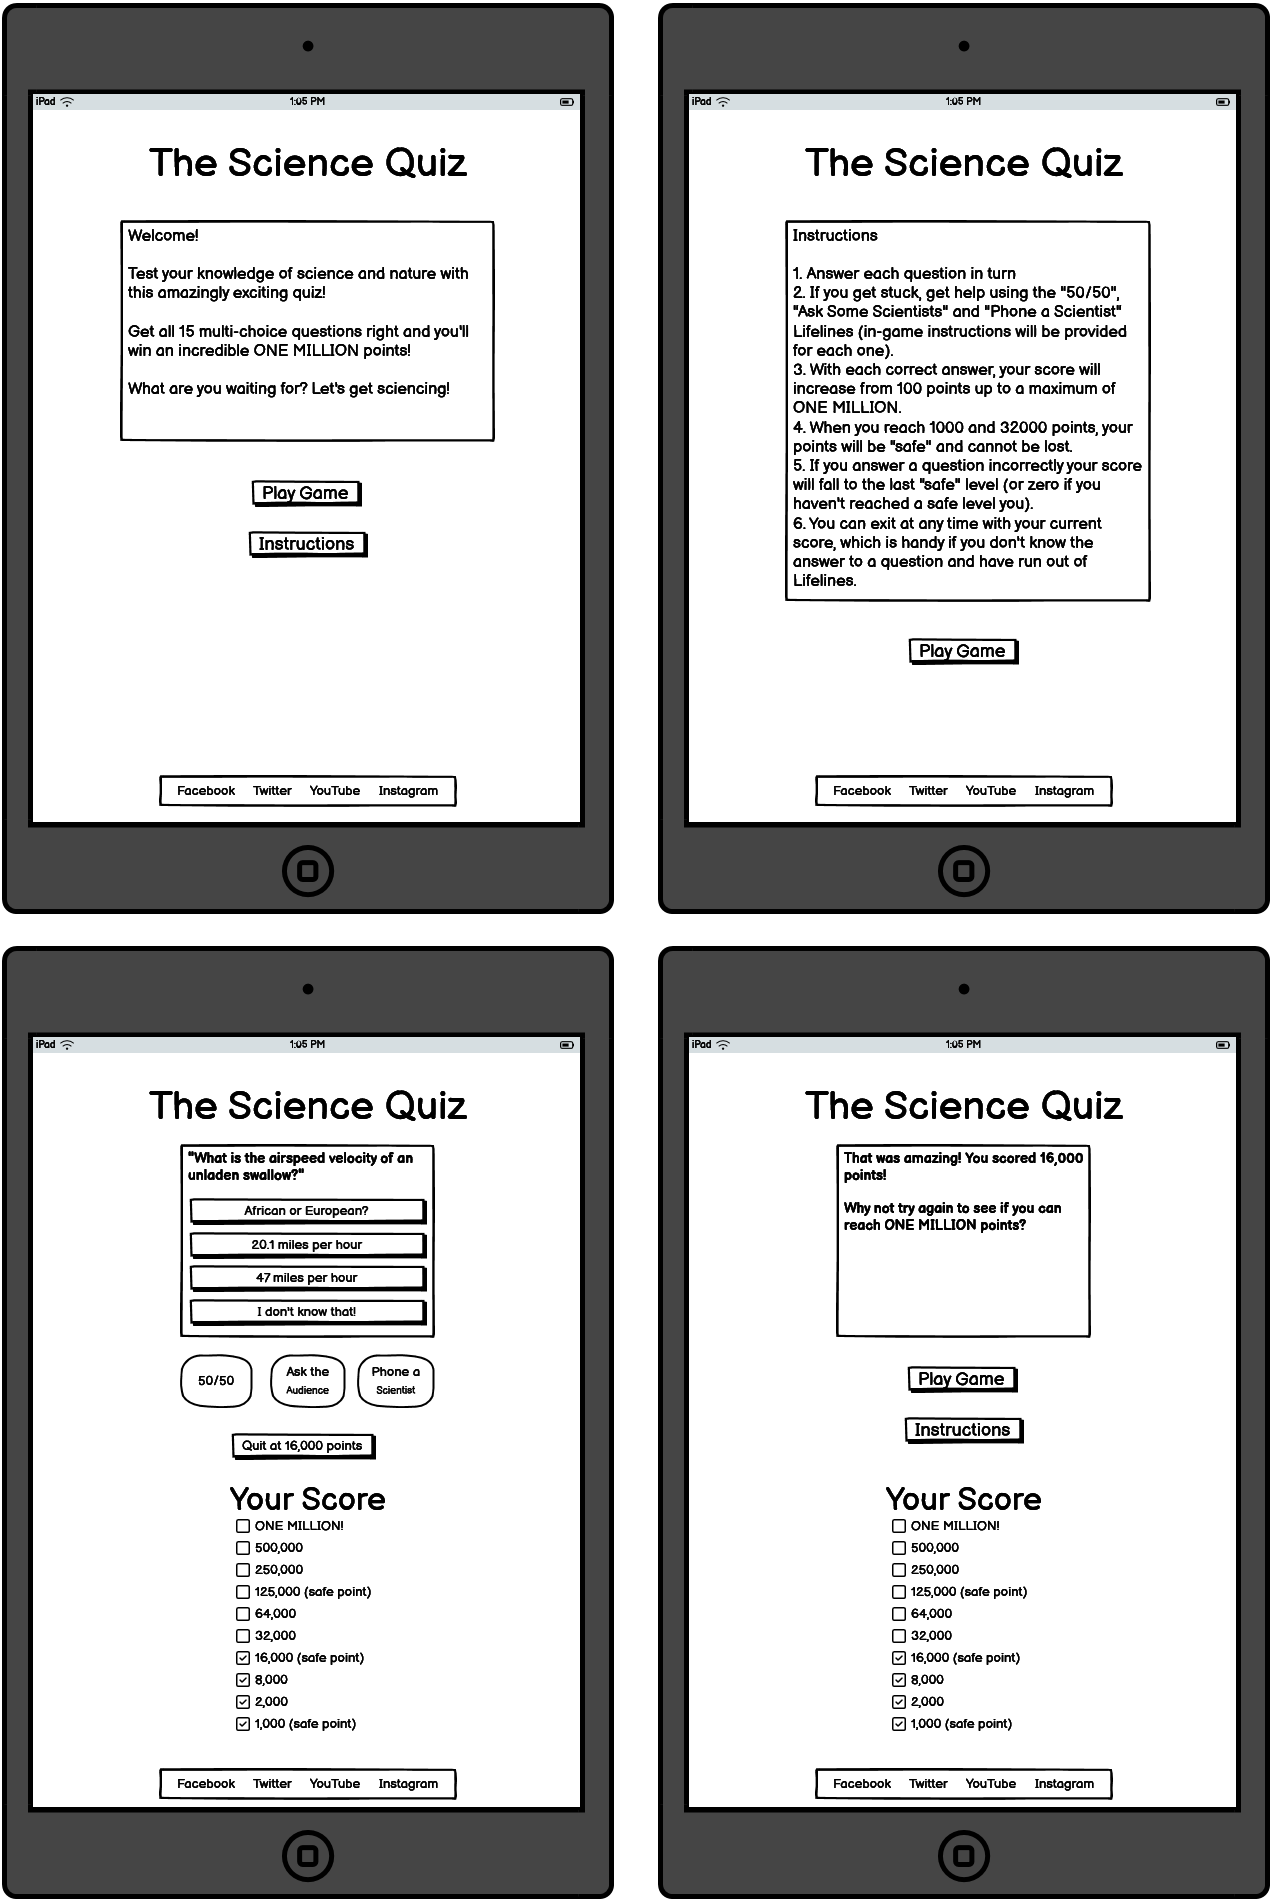 iPad
1:05 PM
The Science Quiz
Welcome!
Test your knowledge of science and nature with
this amazingly exciting quiz!
Get all 15 multi-choice questions right and you'll
win an incredible ONE MILLION points!
What are you waiting for? Let's get sciencing!
Play Game
Instructions
Facebook Twitter YouTube Instagram
iPad
1:05 PM
The Science Quiz
Instructions
1. Answer each question in turn
2. If you get stuck, get help using the "50/50",
"Ask Some Scientists" and "Phone a Scientist"
Lifelines (in-game instructions will be provided
for each one).
3. With each correct answer, your score will
increase from 100 points up to a maximum of
ONE MILLION.
4. When you reach 1000 and 32000 points, your
points will be "safe" and cannot be lost.
5. If you answer a question incorrectly your score
will fall to the last "safe" level (or zero if you
haven't reached a safe level you).
6. You can exit at any time with your current
score, which is handy if you don't know the
answer to a question and have run out of
Lifelines.
Play Game
Facebook Twitter YouTube Instagram
iPad
1:05 PM
The Science Quiz
"What is the airspeed velocity of an
unladen swallow?"
African or European?
20.1 miles per hour
47 miles per hour
I don't know that!
50/50
Ask the
Audience
Phone a
Scientist
Quit at 16,000 points
Your Score
ONE MILLION!
500,000
250,000
125,000 (safe point)
64,000
32,000
16,000 (safe point)
8,000
2,000
1,000 (safe point)
Facebook Twitter YouTube Instagram
iPad
1:05 PM
The Science Quiz
That was amazing! You scored 16,000
points!
Why not try again to see if you can
reach ONE MILLION points?
Play Game
Instructions
Your Score
ONE MILLION!
500,000
250,000
125,000 (safe point)
64,000
32,000
16,000 (safe point)
8,000
2,000
1,000 (safe point)
Facebook Twitter YouTube Instagram